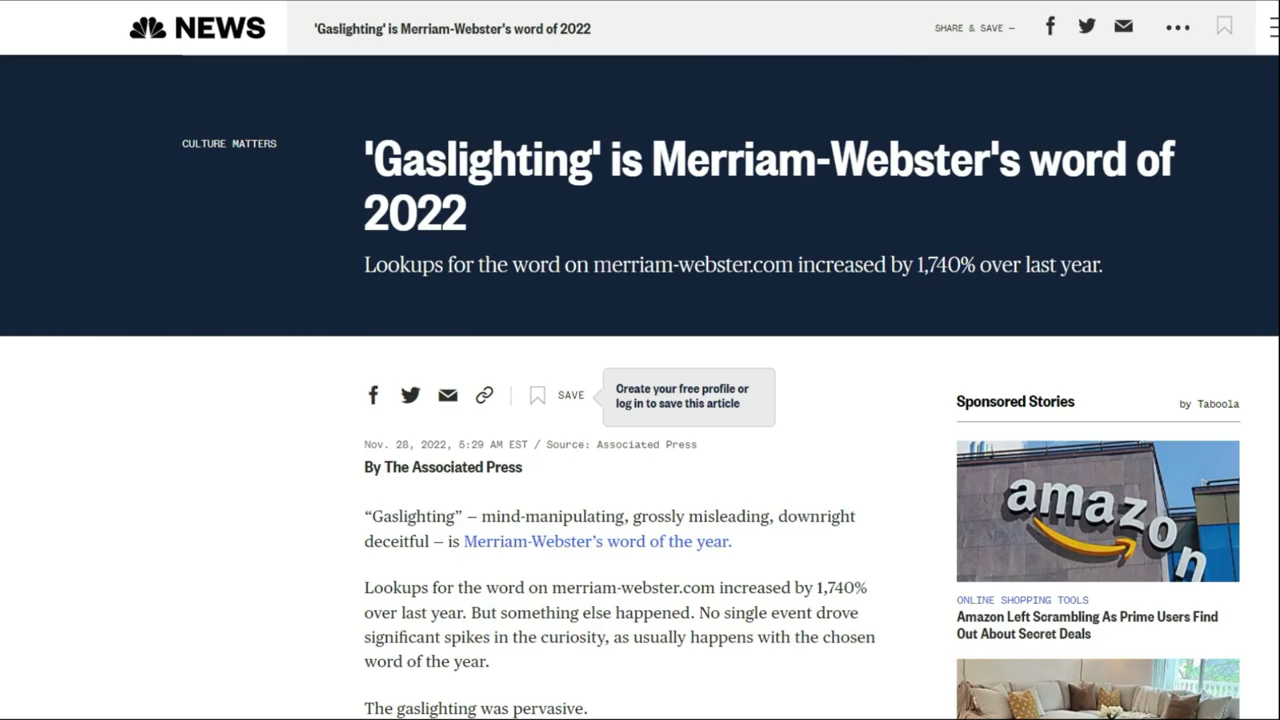 NEWS
'Gaslighting' is Merriam-Webster's word of 2022
SHARE & SAVE —
CULTURE MATTERS
'Gaslighting' is Merriam-Webster's word of
2022
Lookups for the word on merriam-webster.com increased by 1,740% over last year.
SAVE
Create your free profile or
log in to save this article
Nov. 28, 2022, 5:29 AM EST / Source: Associated Press
By The Associated Press
“Gaslighting” — mind-manipulating, grossly misleading, downright
deceitful — is Merriam-Webster’s word of the year.
Lookups for the word on merriam-webster.com increased by 1,740%
over last year. But something else happened. No single event drove
significant spikes in the curiosity, as usually happens with the chosen
word of the year.
The gaslighting was pervasive.
Sponsored Stories
by Taboola
amazon
ONLINE SHOPPING TOOLS
Amazon Left Scrambling As Prime Users Find
Out About Secret Deals